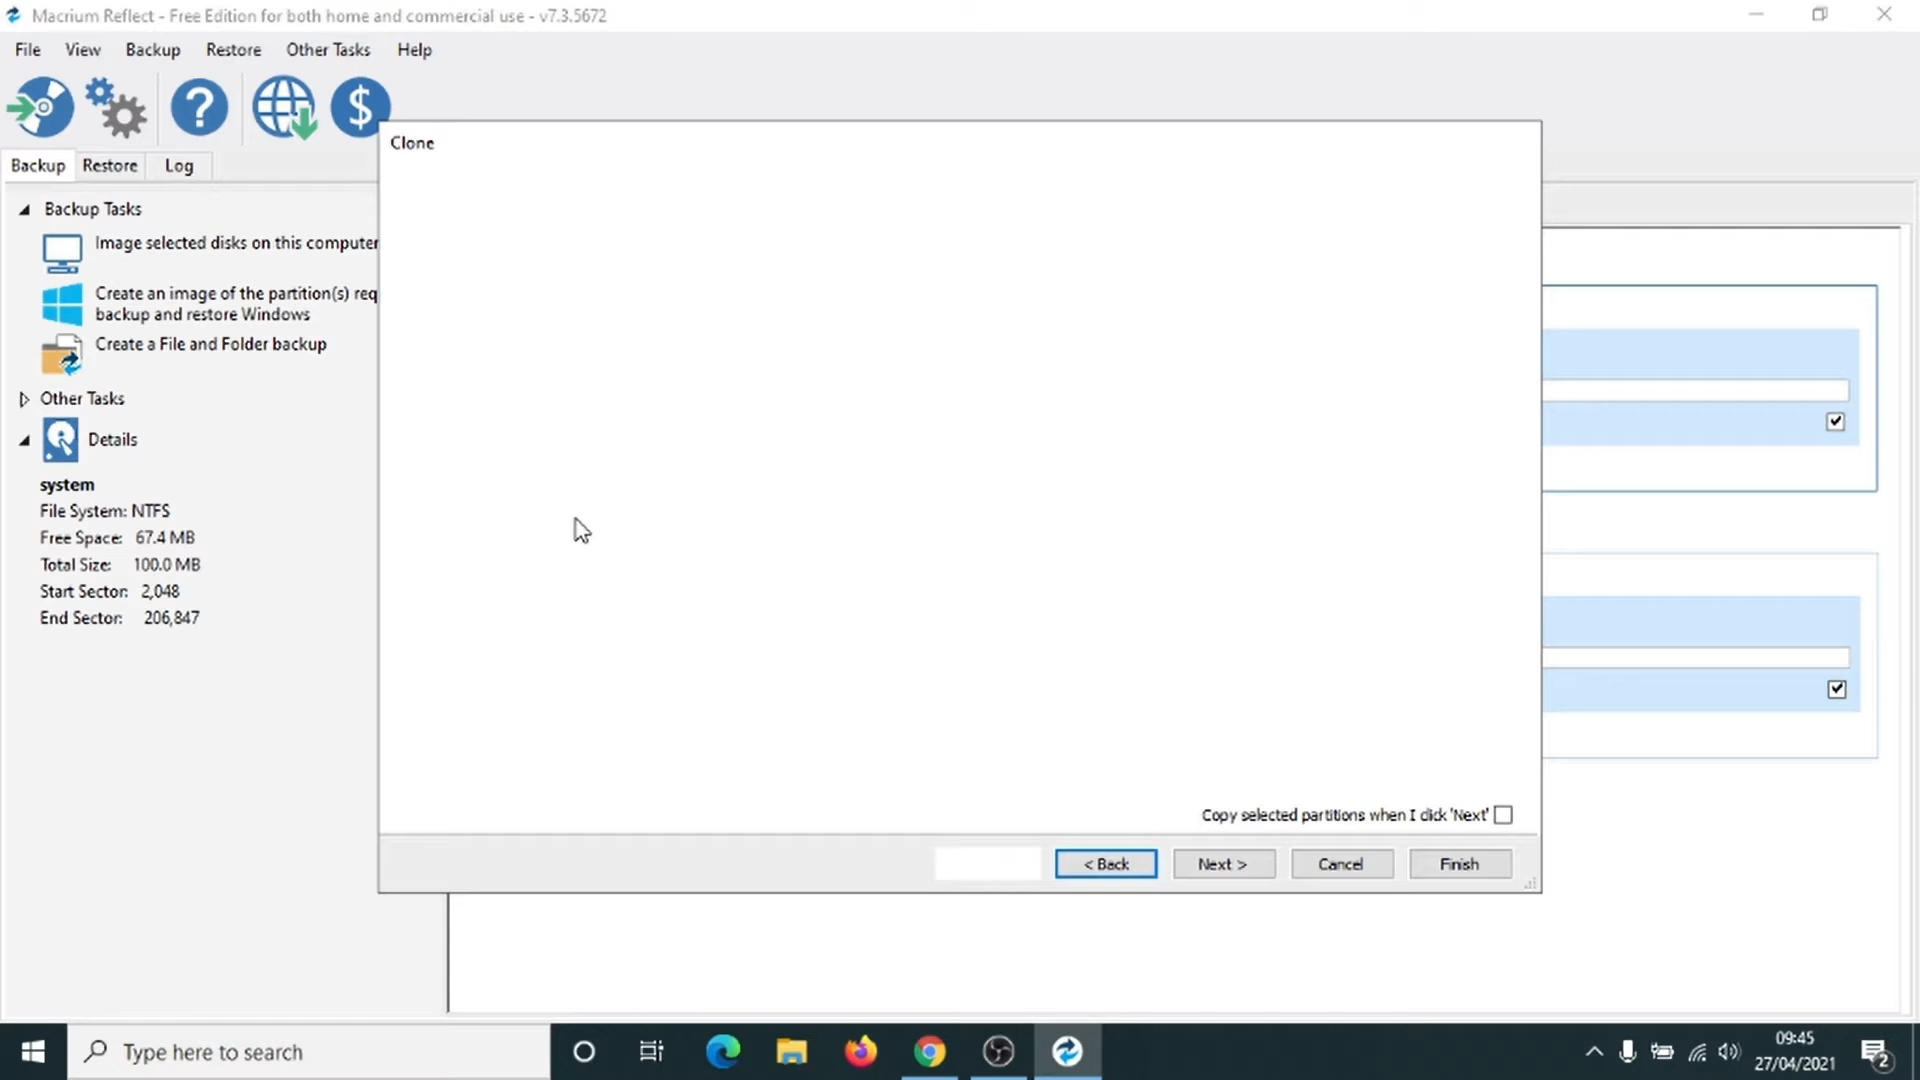 Macrium Reflect - Free Edition for both home and commercial use - v7.3.5672
File View Backup Restore Other Tasks Help
Backup Restore Log
Clone
Backup Tasks
Image selected disks on this computer
Create an image of the partition(s) req
backup and restore Windows
Create a File and Folder backup
Other Tasks
Details
system
File System: NTFS
Free Space: 67.4 MB
Total Size: 100.0 MB
Start Sector: 2,048
End Sector: 206,847
Copy selected partitions when I click 'Next'
< Back Next > Cancel Finish
Type here to search
09:45
27/04/2021
2